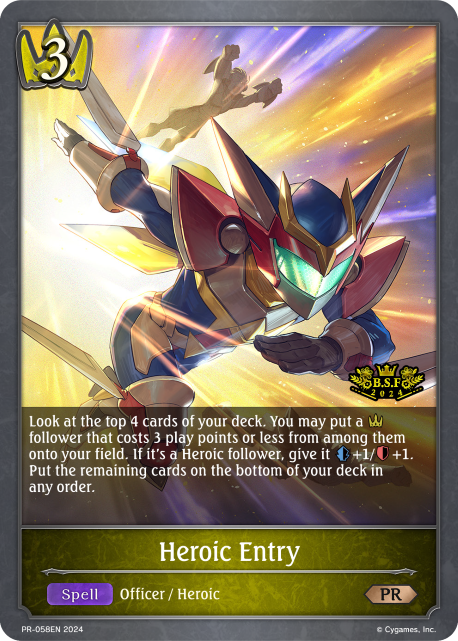 3
B.S.F
2024
Look at the top 4 cards of your deck. You may put a
follower that costs 3 play points or less from among them
onto your field. If it's a Heroic follower, give it +1/ +1.
Put the remaining cards on the bottom of your deck in
any order.
Heroic Entry
Spell Officer / Heroic PR
PR-058EN 2024 © Cygames, Inc.